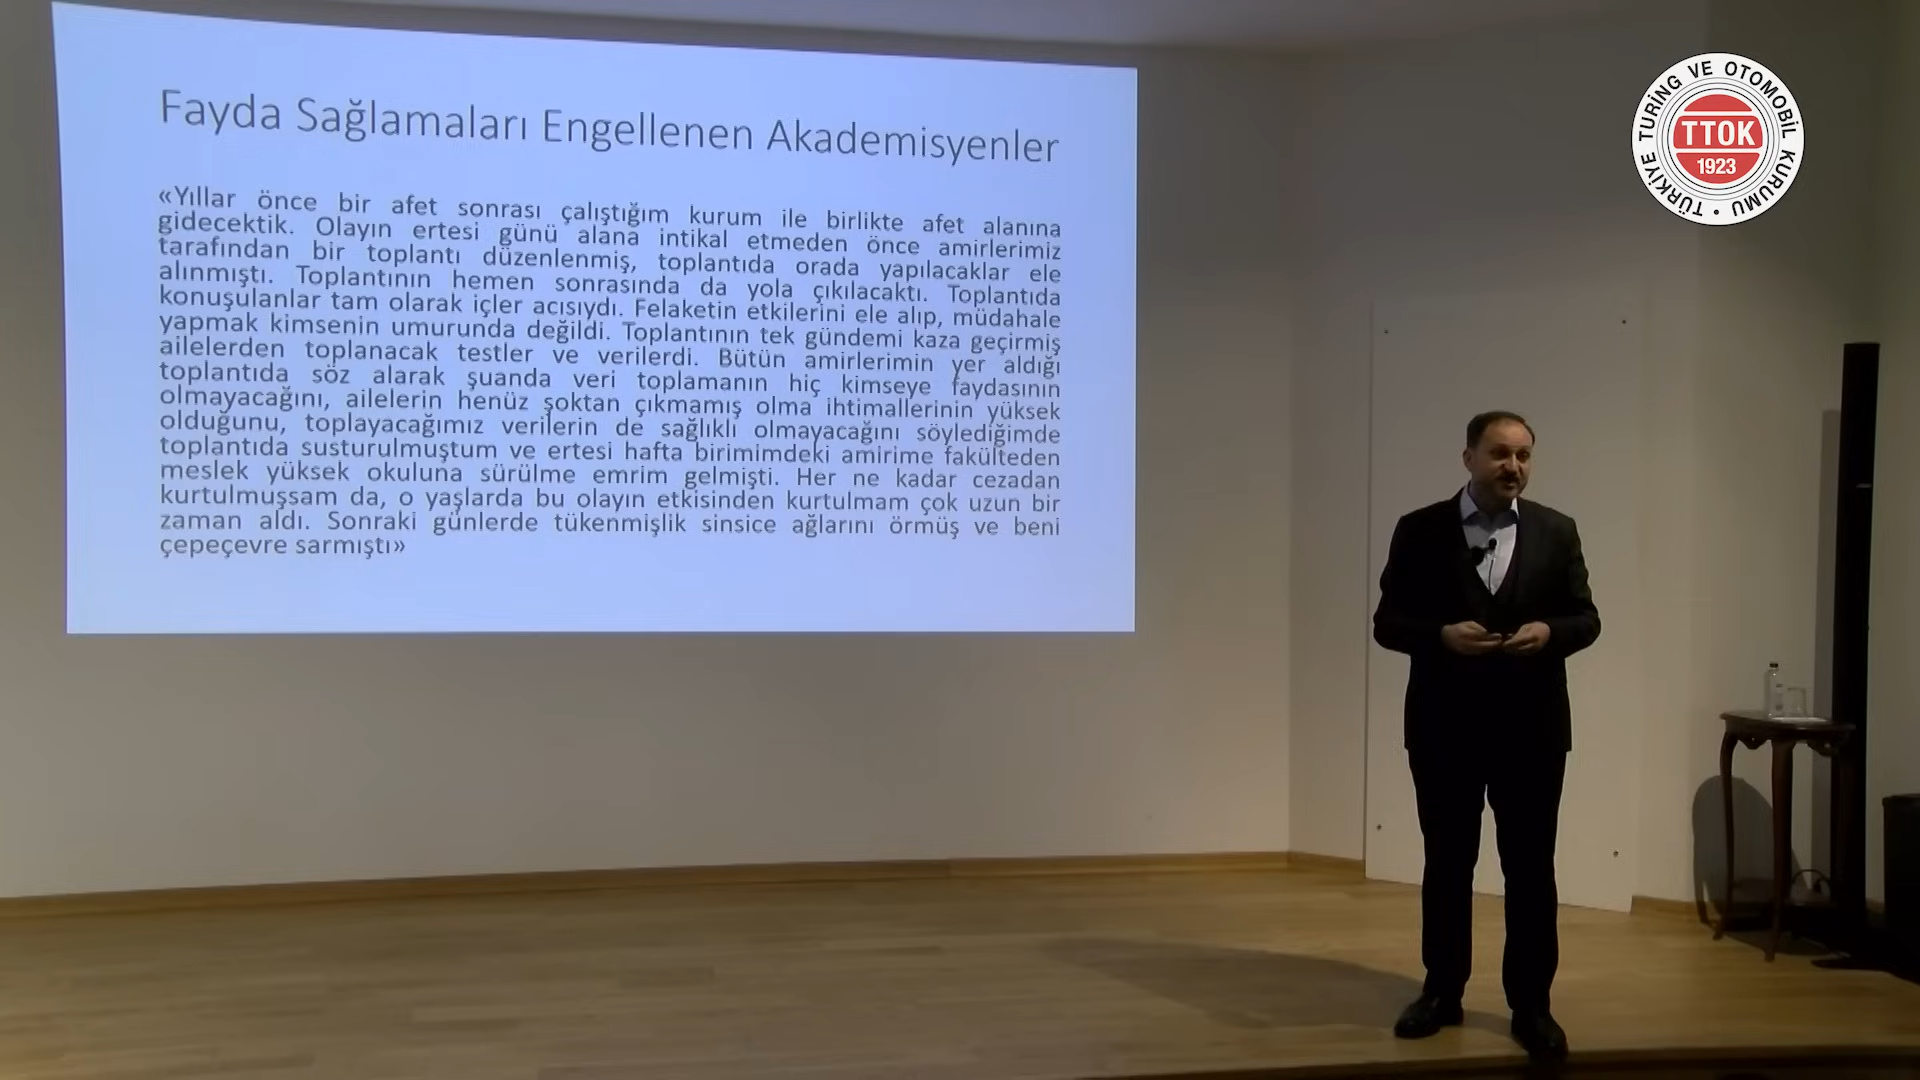 Fayda Sağlamaları Engellenen Akademisyenler
«Yıllar önce bir afet sonrası çalıştığım kurum ile birlikte afet alanına
gidecektik. Olayın ertesi günü alana intikal etmeden önce amirlerimiz
tarafından bir toplantı düzenlenmiş, toplantıda orada yapılacaklar ele
alınmıştı. Toplantının hemen sonrasında da yola çıkılacaktı. Toplantıda
konuşulanlar tam olarak içler acısıydı. Felaketin etkilerini ele alıp, müdahale
yapmak kimsenin umurunda değildi. Toplantının tek gündemi kaza geçirmiş
ailelerden toplanacak testler ve verilerdi. Bütün amirlerimin yer aldığı
toplantıda söz alarak şuanda veri toplamanın hiç kimseye faydasının
olmayacağını, ailelerin henüz şoktan çıkmamış olma ihtimallerinin yüksek
olduğunu, toplayacağımız verilerin de sağlıklı olmayacağını söylediğimde
toplantıda susturulmuştum ve ertesi hafta birimimdeki amirime fakülteden
meslek yüksek okuluna sürülme emrim gelmişti. Her ne kadar cezadan
kurtulmuşsam da, o yaşlarda bu olayın etkisinden kurtulmam çok uzun bir
zaman aldı. Sonraki günlerde tükenmişlik sinsice ağlarını örmüş ve beni
çepeçevre sarmıştı»
TÜRKİYE TURİNG VE OTOMOBİL KURUMU •
TTOK
1923